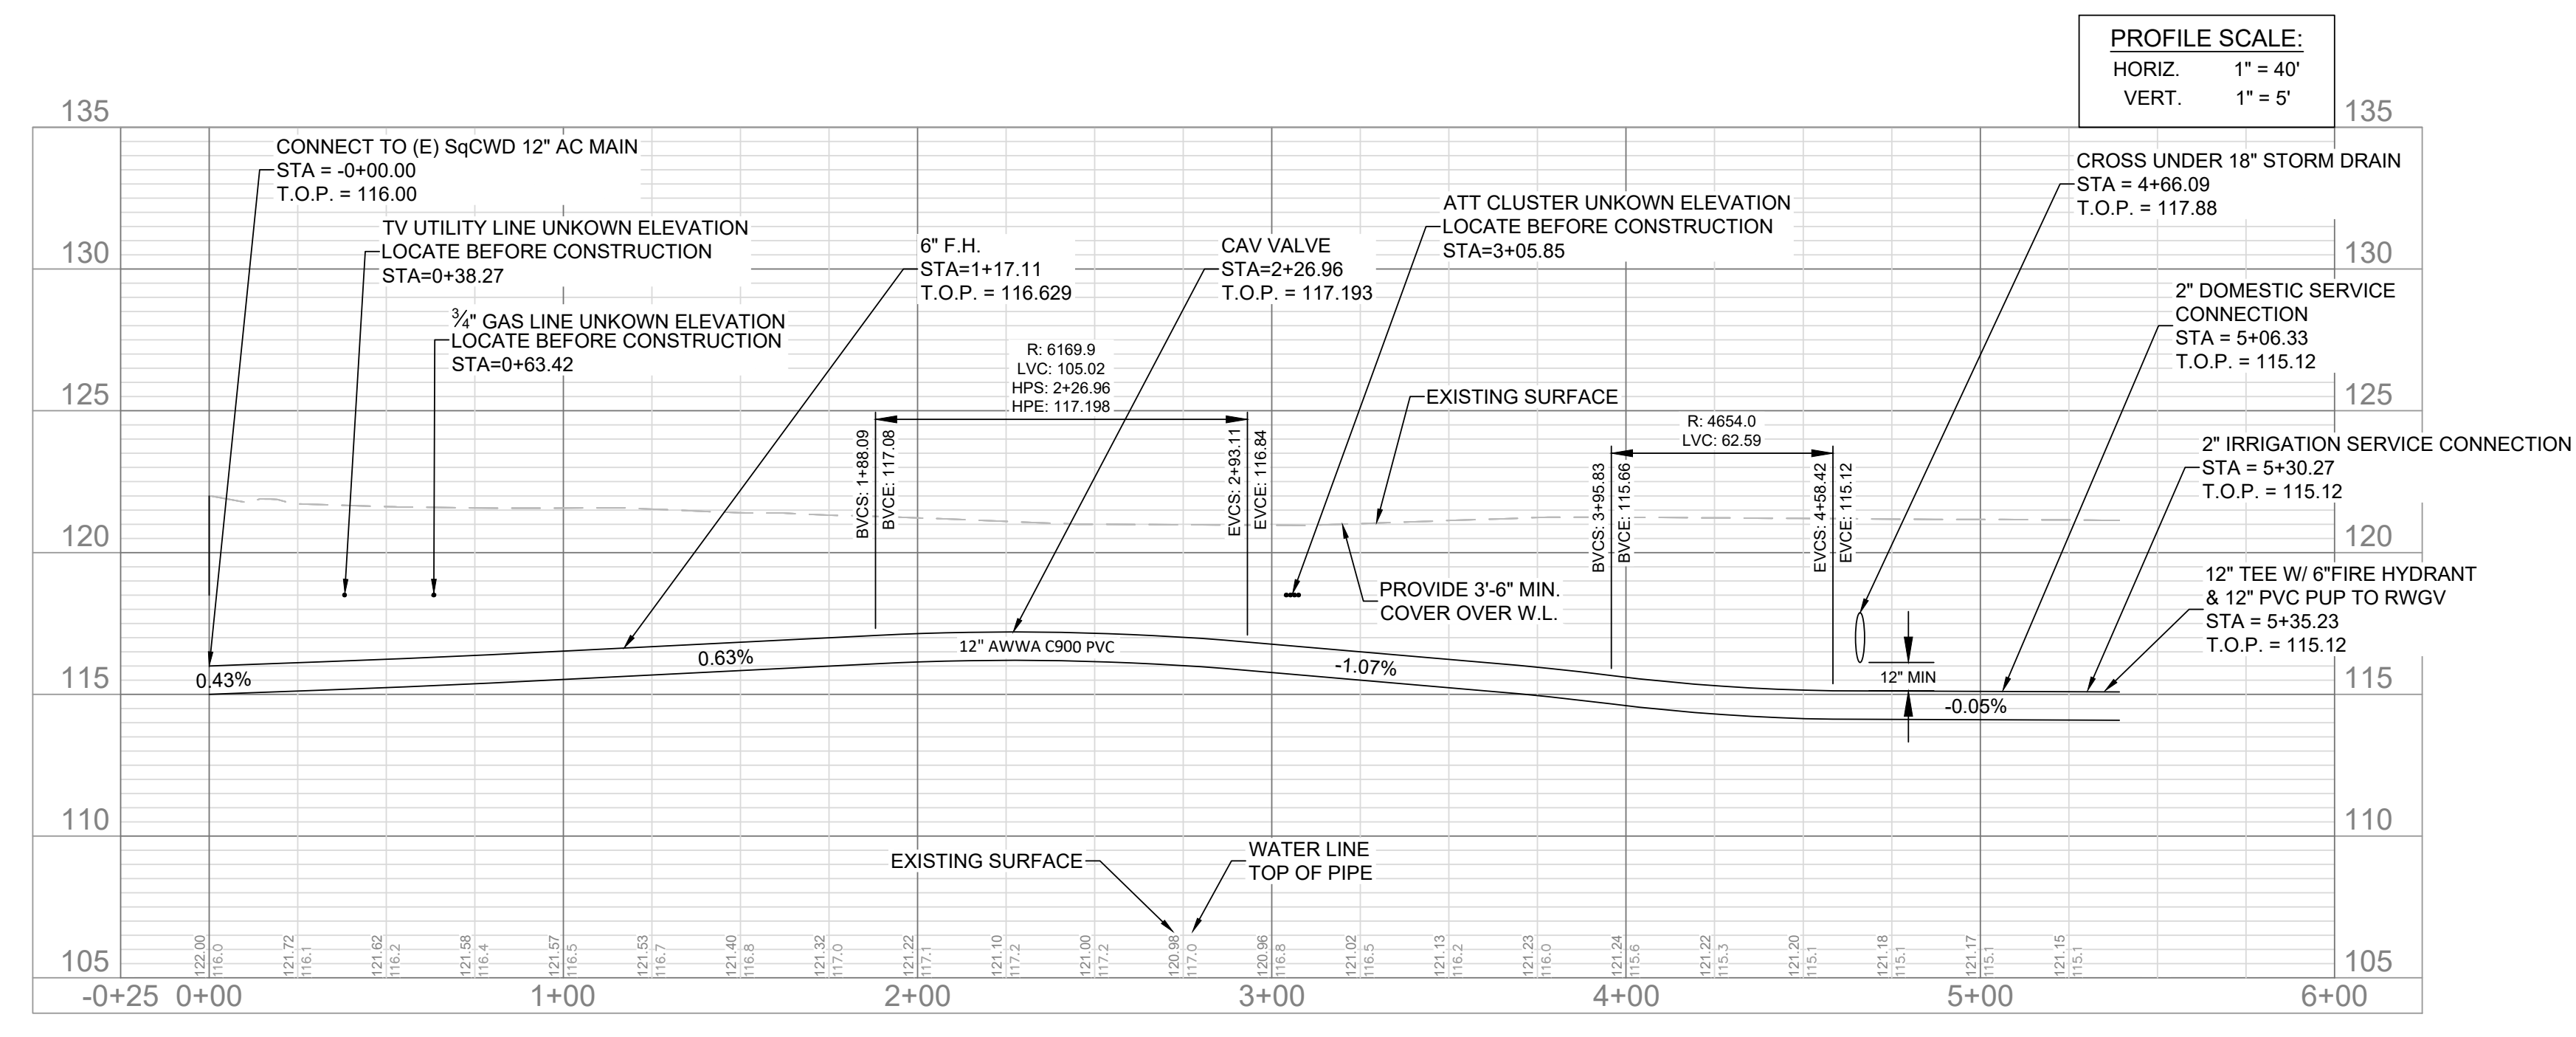 PROFILE SCALE:
HORIZ. 1" = 40'
VERT. 1" = 5'
135
135
CONNECT TO (E) SqCWD 12" AC MAIN
STA = -0+00.00
T.O.P. = 116.00
TV UTILITY LINE UNKOWN ELEVATION
LOCATE BEFORE CONSTRUCTION
STA=0+38.27
¾" GAS LINE UNKOWN ELEVATION
LOCATE BEFORE CONSTRUCTION
STA=0+63.42
6" F.H.
STA=1+17.11
T.O.P. = 116.629
CAV VALVE
STA=2+26.96
T.O.P. = 117.193
ATT CLUSTER UNKOWN ELEVATION
LOCATE BEFORE CONSTRUCTION
STA=3+05.85
CROSS UNDER 18" STORM DRAIN
STA = 4+66.09
T.O.P. = 117.88
130
130
2" DOMESTIC SERVICE
CONNECTION
STA = 5+06.33
T.O.P. = 115.12
R: 6169.9
LVC: 105.02
HPS: 2+26.96
HPE: 117.198
125
125
EXISTING SURFACE
R: 4654.0
LVC: 62.59
BVCS: 1+88.09
BVCE: 117.08
EVCS: 2+93.11
EVCE: 116.84
BVCS: 3+95.83
BVCE: 115.66
EVCS: 4+58.42
EVCE: 115.12
2" IRRIGATION SERVICE CONNECTION
STA = 5+30.27
T.O.P. = 115.12
120
120
PROVIDE 3'-6" MIN.
COVER OVER W.L.
12" TEE W/ 6"FIRE HYDRANT
& 12" PVC PUP TO RWGV
STA = 5+35.23
T.O.P. = 115.12
12" AWWA C900 PVC
0.43%
0.63%
-1.07%
12" MIN
-0.05%
115
115
110
110
EXISTING SURFACE
WATER LINE
TOP OF PIPE
122.00
116.0
121.72
116.1
121.62
116.2
121.58
116.4
121.57
116.5
121.53
116.7
121.40
116.8
121.32
117.0
121.22
117.1
121.10
117.2
121.00
117.2
120.98
117.0
120.96
116.8
121.02
116.5
121.13
116.2
121.23
116.0
121.24
115.6
121.22
115.3
121.20
115.1
121.18
115.1
121.17
115.1
121.15
115.1
105
105
-0+25 0+00 1+00 2+00 3+00 4+00 5+00 6+00